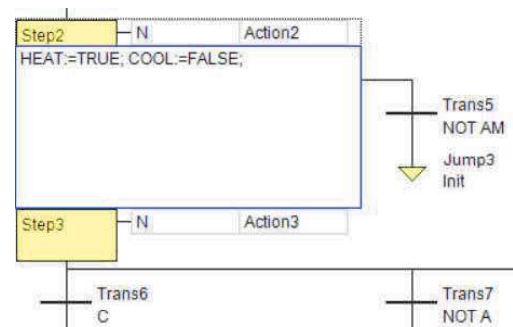 Step2 N Action2
HEAT:=TRUE; COOL:=FALSE;
Trans5
NOT AM
Jump3
Init
Step3 N Action3
Trans6
C
Trans7
NOT A